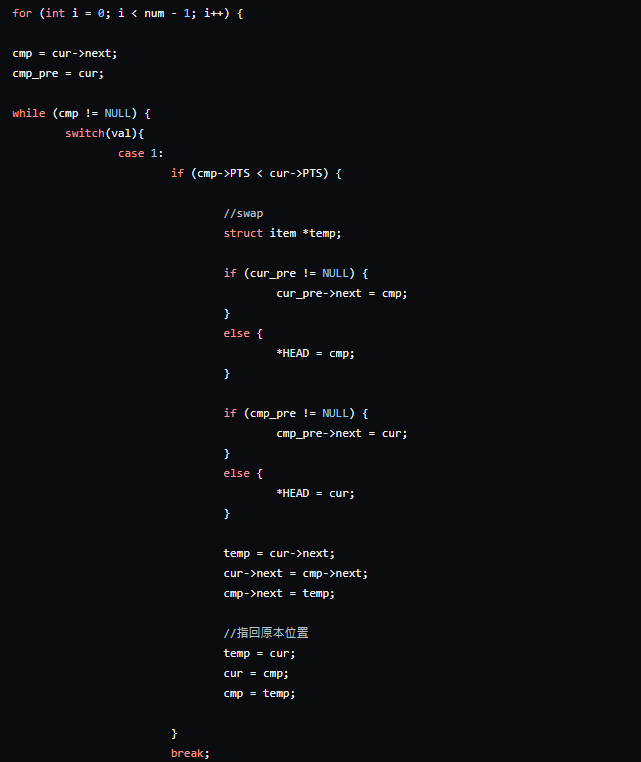 for (int i = 0; i < num - 1; i++) {
cmp = cur->next;
cmp_pre = cur;
while (cmp != NULL) {
switch(val){
case 1:
if (cmp->PTS < cur->PTS) {
//swap
struct item *temp;
if (cur_pre != NULL) {
cur_pre->next = cmp;
}
else {
*HEAD = cmp;
}
if (cmp_pre != NULL) {
cmp_pre->next = cur;
}
else {
*HEAD = cur;
}
temp = cur->next;
cur->next = cmp->next;
cmp->next = temp;
//指回原本位置
temp = cur;
cur = cmp;
cmp = temp;
}
break;